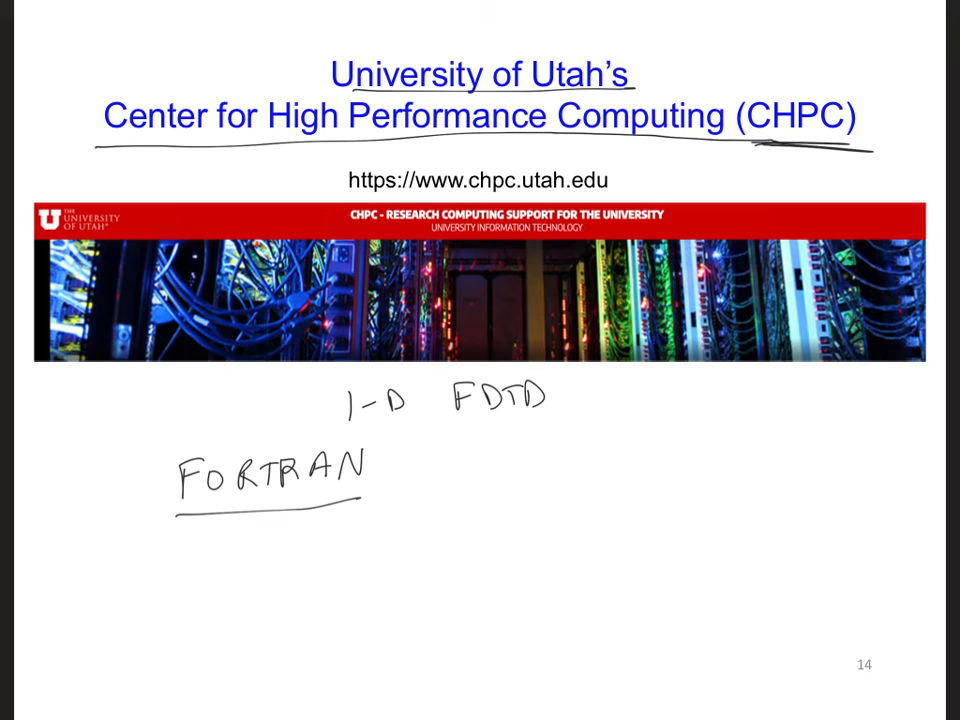 University of Utah's
Center for High Performance Computing (CHPC)
https://www.chpc.utah.edu
THE
UNIVERSITY
OF UTAH®
CHPC - RESEARCH COMPUTING SUPPORT FOR THE UNIVERSITY
UNIVERSITY INFORMATION TECHNOLOGY
1-D FDTD
FORTRAN
14